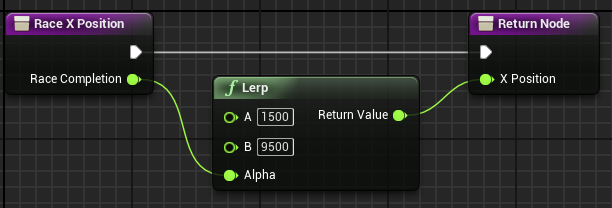 Race X Position
Race Completion
f Lerp
A 1500
B 9500
Alpha
Return Value
Return Node
X Position